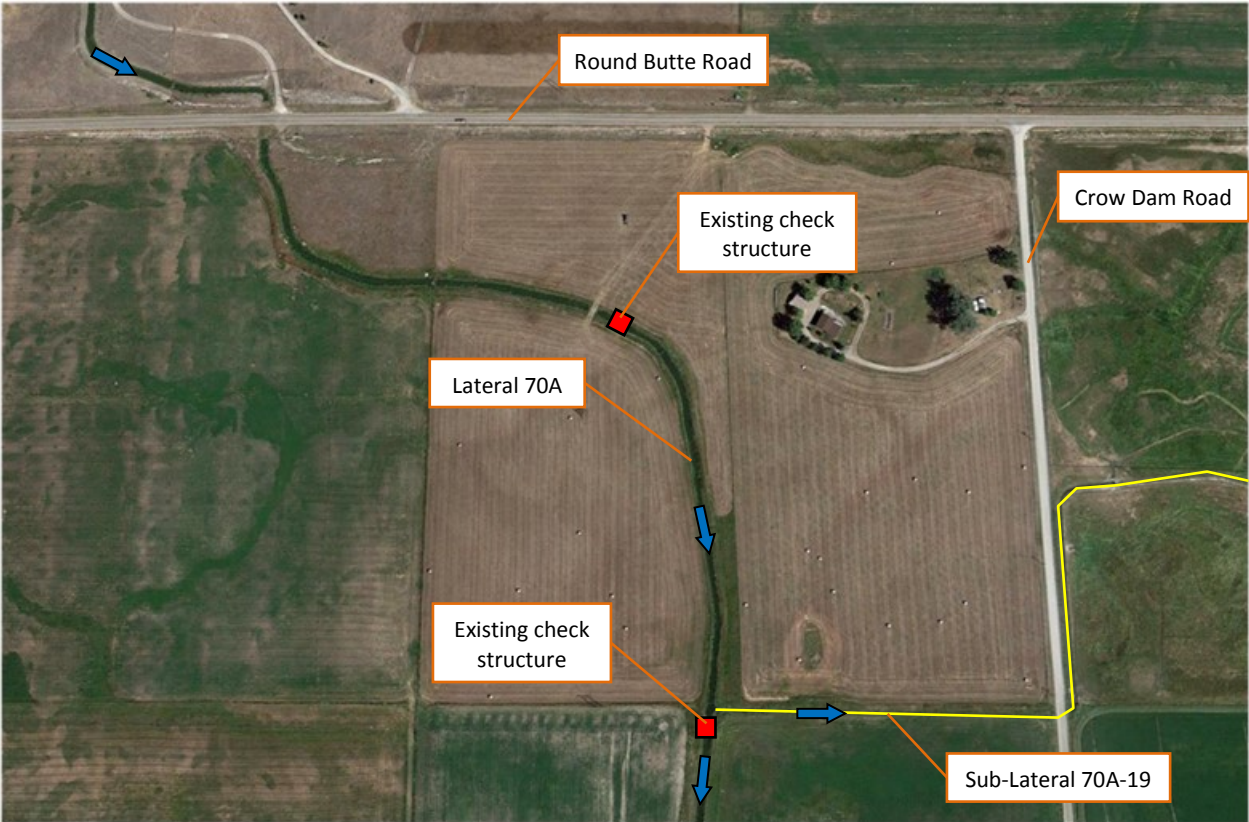 Round Butte Road
Crow Dam Road
Existing check
structure
Lateral 70A
Existing check
structure
Sub-Lateral 70A-19